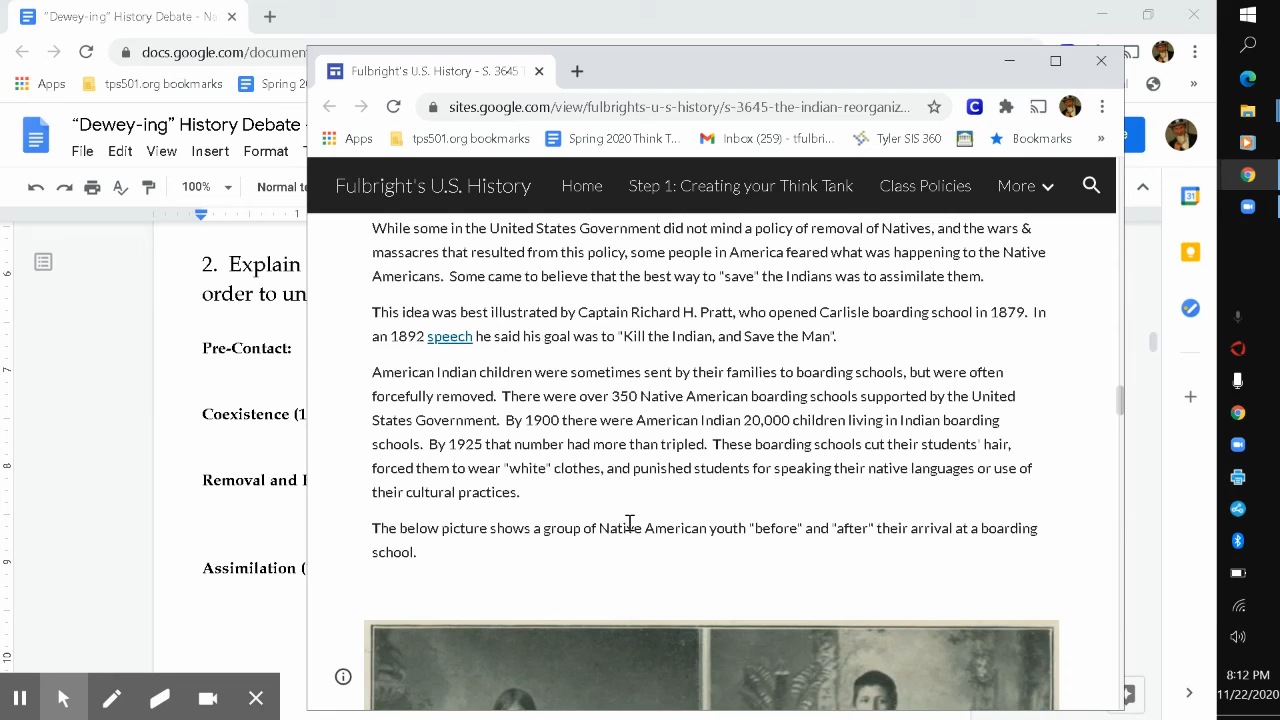 "Dewey-ing" History Debate - Na
docs.google.com/documen
Apps
tps501.org bookmarks
Spring 20
"Dewey-ing" History Debate -
File Edit View Insert Format
100%
Normal te
1
2. Explain
order to un
Pre-Contact:
Coexistence (1
Removal and I
Assimilation (
6
7
8
9
10
Fulbright's U.S. History - S. 3645 T
sites.google.com/view/fulbrights-u-s-history/s-3645-the-indian-reorganiz...
Apps
tps501.org bookmarks
Spring 2020 Think T...
Inbox (259) - tfulbri...
Tyler SIS 360
Bookmarks
»
Fulbright's U.S. History
Home
Step 1: Creating your Think Tank
Class Policies
More
While some in the United States Government did not mind a policy of removal of Natives, and the wars &
massacres that resulted from this policy, some people in America feared what was happening to the Native
Americans. Some came to believe that the best way to "save" the Indians was to assimilate them.
This idea was best illustrated by Captain Richard H. Pratt, who opened Carlisle boarding school in 1879. In
an 1892 speech he said his goal was to "Kill the Indian, and Save the Man".
American Indian children were sometimes sent by their families to boarding schools, but were often
forcefully removed. There were over 350 Native American boarding schools supported by the United
States Government. By 1900 there were American Indian 20,000 children living in Indian boarding
schools. By 1925 that number had more than tripled. These boarding schools cut their students' hair,
forced them to wear "white" clothes, and punished students for speaking their native languages or use of
their cultural practices.
The below picture shows a group of Native American youth "before" and "after" their arrival at a boarding
school.
31
8:12 PM
11/22/2020